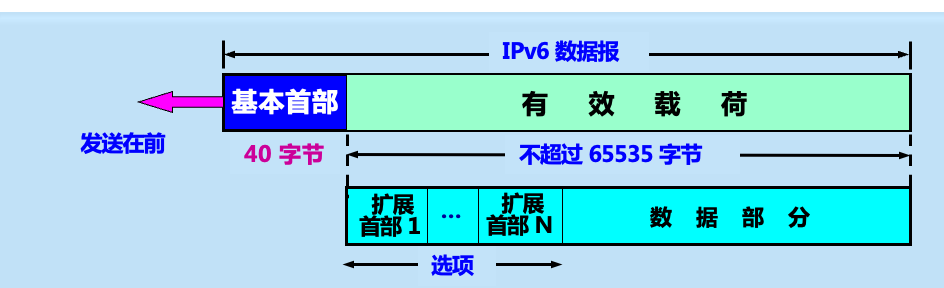 IPv6 数据报
基本首部 有效载荷
发送在前
40 字节 不超过 65535 字节
扩展首部 1 … 扩展首部 N 数据部分
选项